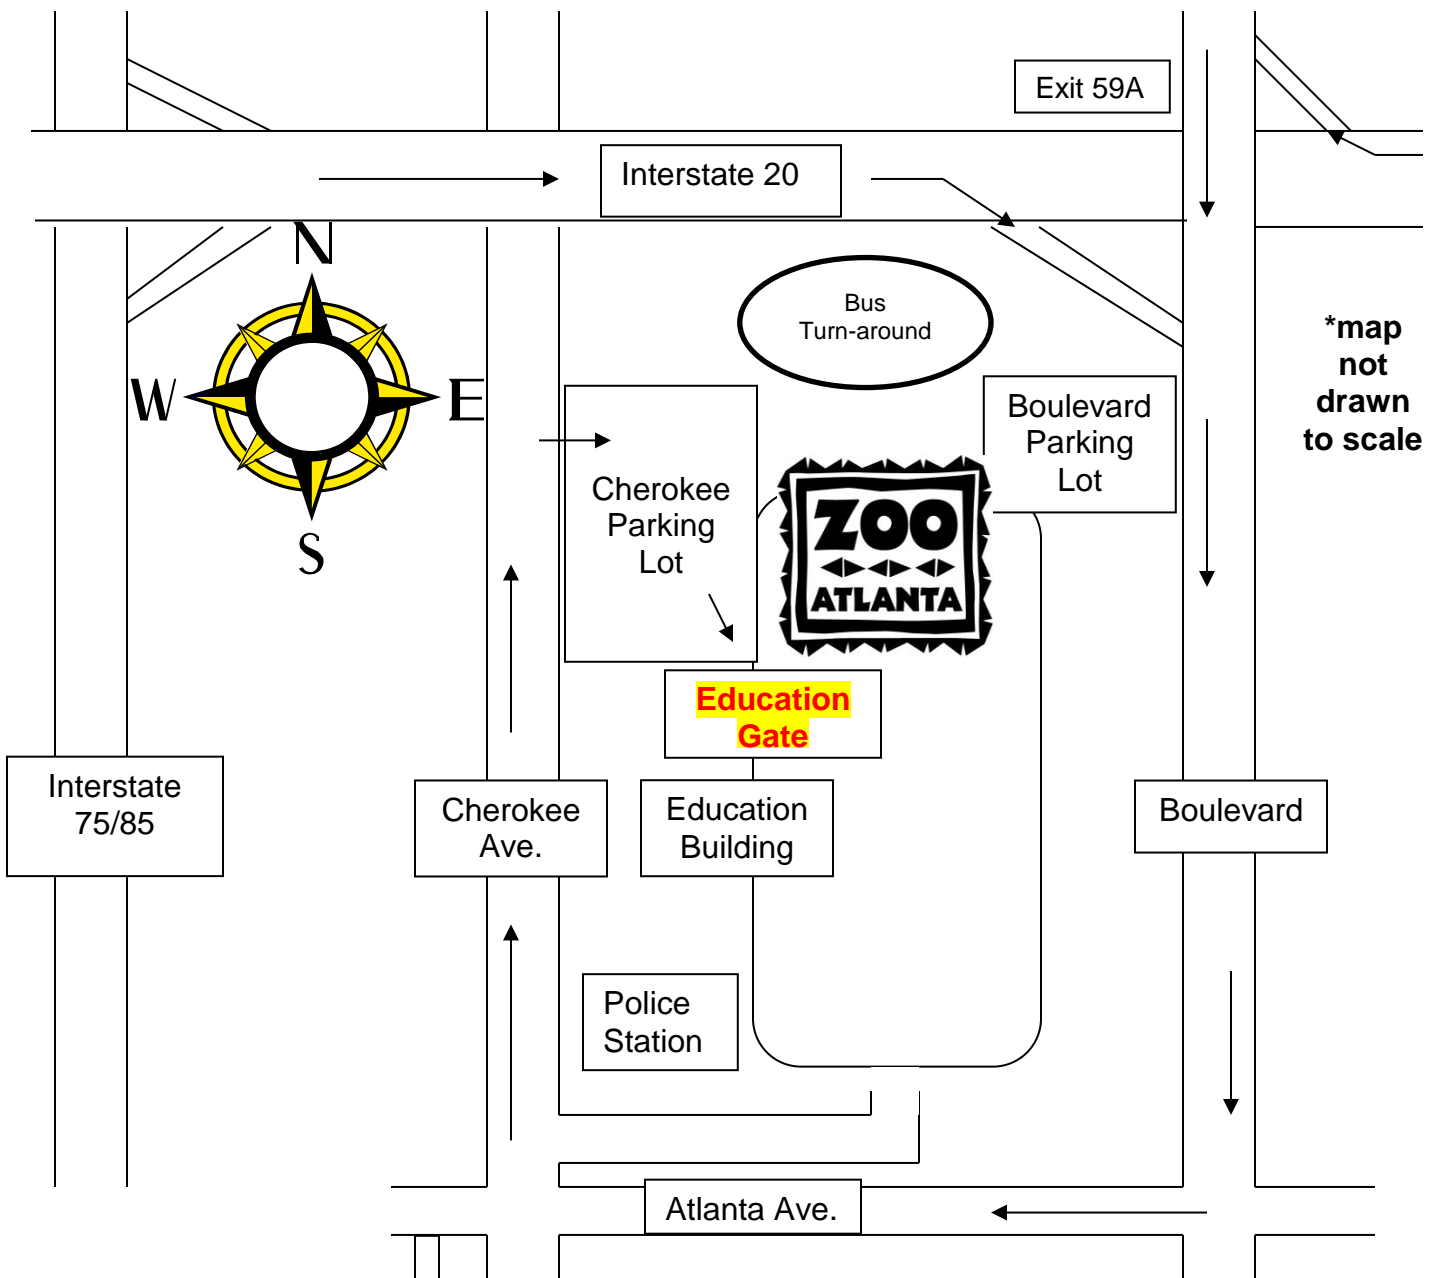 Exit 59A
Interstate 20
N
W
E
S
Bus
Turn-around
*map
not
drawn
to scale
Boulevard
Parking
Lot
Cherokee
Parking
Lot
ZOO
ATLANTA
Education
Gate
Interstate
75/85
Cherokee
Ave.
Education
Building
Boulevard
Police
Station
Atlanta Ave.